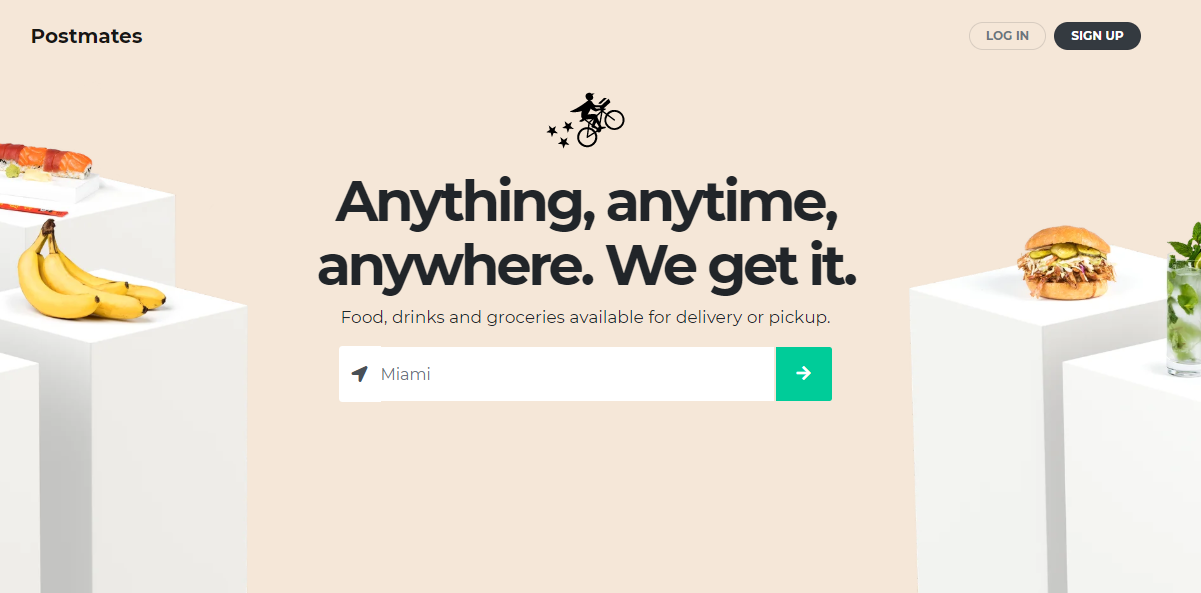 Postmates
LOG IN
SIGN UP
Anything, anytime,
anywhere. We get it.
Food, drinks and groceries available for delivery or pickup.
Miami